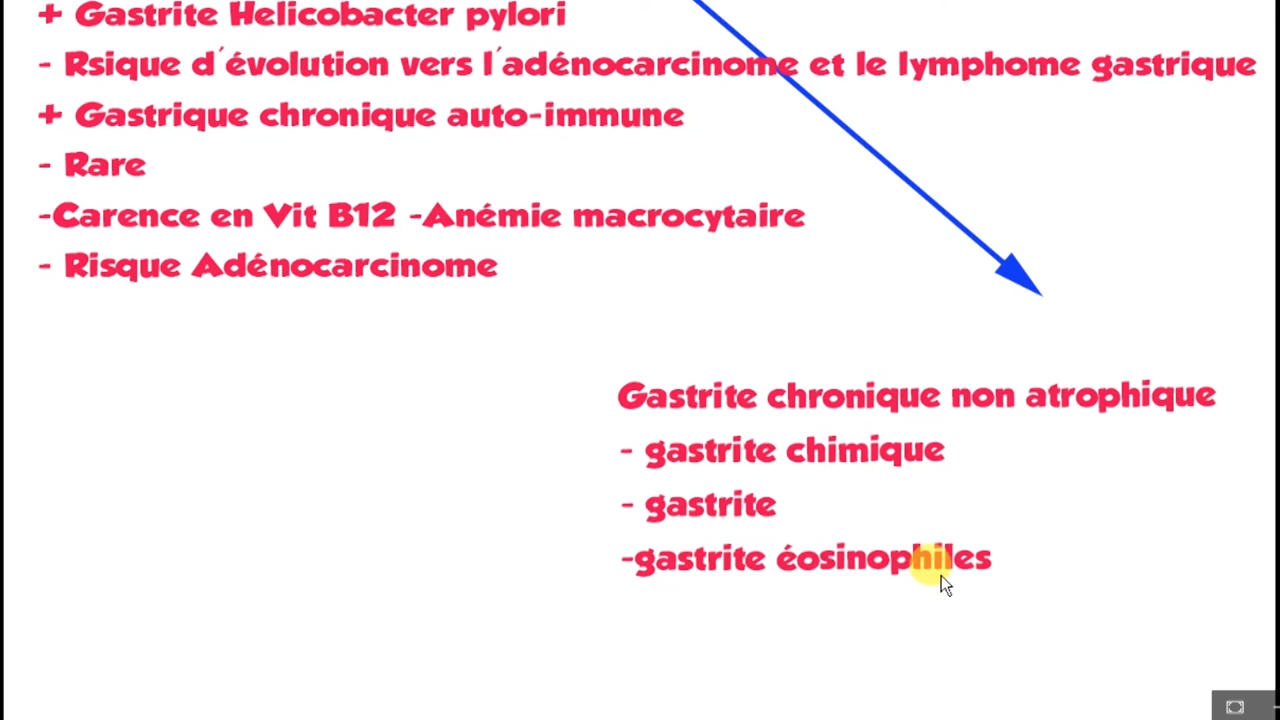 + Gastrite Helicobacter pylori
- Rsique d'évolution vers l'adénocarcinome et le lymphome gastrique
+ Gastrique chronique auto-immune
- Rare
-Carence en Vit B12 -Anémie macrocytaire
- Risque Adénocarcinome
Gastrite chronique non atrophique
- gastrite chimique
- gastrite
-gastrite éosinophiles